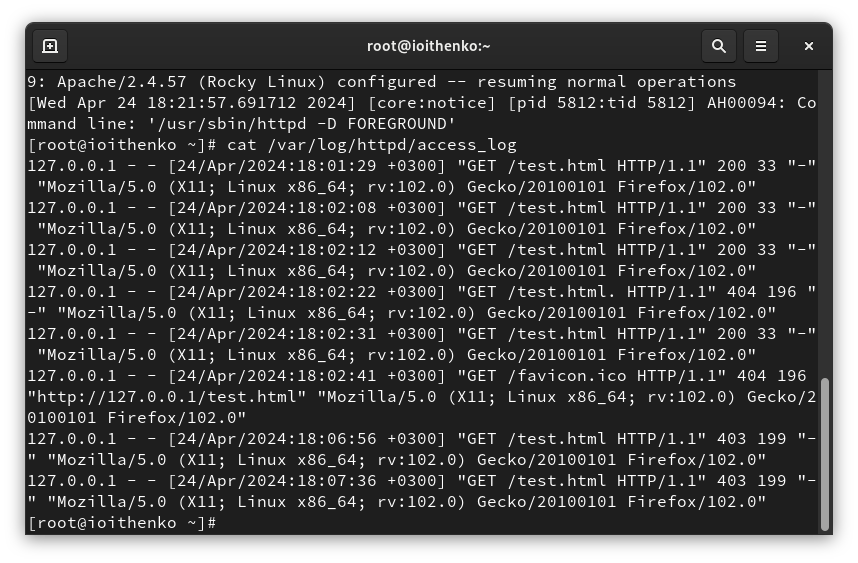 root@ioithenko:~
9: Apache/2.4.57 (Rocky Linux) configured -- resuming normal operations
[Wed Apr 24 18:21:57.691712 2024] [core:notice] [pid 5812:tid 5812] AH00094: Co
mmand line: '/usr/sbin/httpd -D FOREGROUND'
[root@ioithenko ~]# cat /var/log/httpd/access_log
127.0.0.1 - - [24/Apr/2024:18:01:29 +0300] "GET /test.html HTTP/1.1" 200 33 "-"
"Mozilla/5.0 (X11; Linux x86_64; rv:102.0) Gecko/20100101 Firefox/102.0"
127.0.0.1 - - [24/Apr/2024:18:02:08 +0300] "GET /test.html HTTP/1.1" 200 33 "-"
"Mozilla/5.0 (X11; Linux x86_64; rv:102.0) Gecko/20100101 Firefox/102.0"
127.0.0.1 - - [24/Apr/2024:18:02:12 +0300] "GET /test.html HTTP/1.1" 200 33 "-"
"Mozilla/5.0 (X11; Linux x86_64; rv:102.0) Gecko/20100101 Firefox/102.0"
127.0.0.1 - - [24/Apr/2024:18:02:22 +0300] "GET /test.html. HTTP/1.1" 404 196 "
-" "Mozilla/5.0 (X11; Linux x86_64; rv:102.0) Gecko/20100101 Firefox/102.0"
127.0.0.1 - - [24/Apr/2024:18:02:31 +0300] "GET /test.html HTTP/1.1" 200 33 "-"
"Mozilla/5.0 (X11; Linux x86_64; rv:102.0) Gecko/20100101 Firefox/102.0"
127.0.0.1 - - [24/Apr/2024:18:02:41 +0300] "GET /favicon.ico HTTP/1.1" 404 196
"http://127.0.0.1/test.html" "Mozilla/5.0 (X11; Linux x86_64; rv:102.0) Gecko/2
0100101 Firefox/102.0"
127.0.0.1 - - [24/Apr/2024:18:06:56 +0300] "GET /test.html HTTP/1.1" 403 199 "-
" "Mozilla/5.0 (X11; Linux x86_64; rv:102.0) Gecko/20100101 Firefox/102.0"
127.0.0.1 - - [24/Apr/2024:18:07:36 +0300] "GET /test.html HTTP/1.1" 403 199 "-
" "Mozilla/5.0 (X11; Linux x86_64; rv:102.0) Gecko/20100101 Firefox/102.0"
[root@ioithenko ~]#